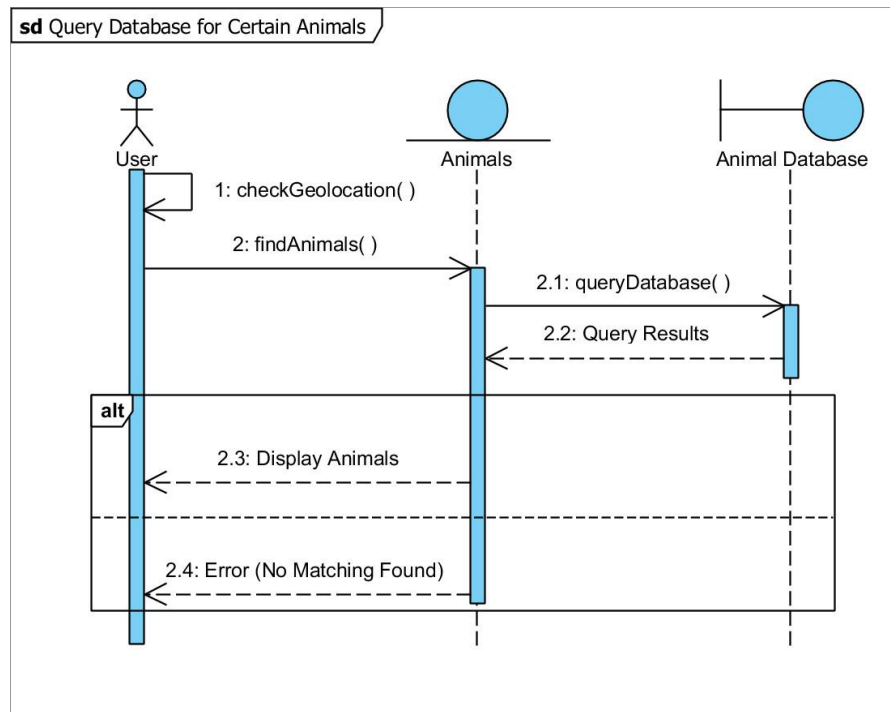 sd Query Database for Certain Animals
User
Animals
Animal Database
1: checkGeolocation( )
2: findAnimals( )
2.1: queryDatabase( )
2.2: Query Results
alt
2.3: Display Animals
2.4: Error (No Matching Found)